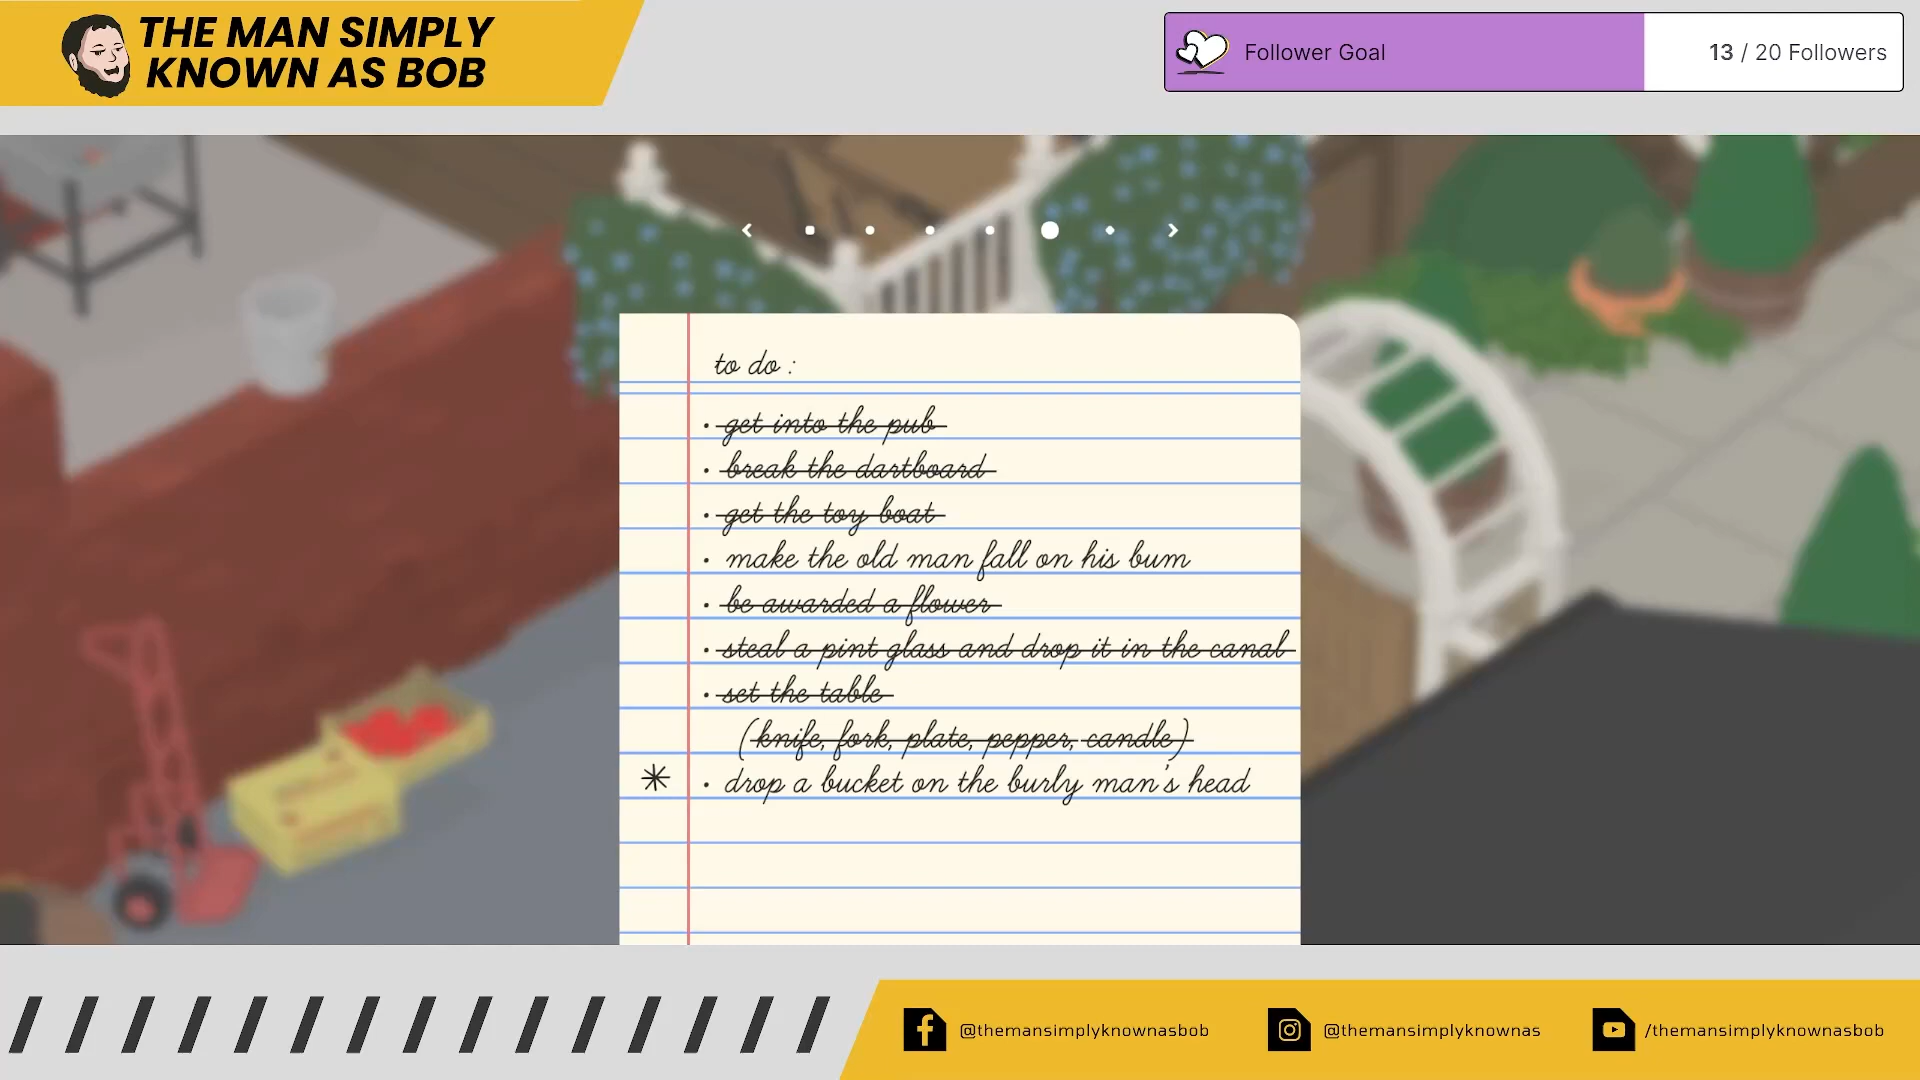 THE MAN SIMPLY
KNOWN AS BOB
Follower Goal
13 / 20 Followers
to do :
• get into the pub
• break the dartboard
• get the toy boat
• make the old man fall on his bum
• be awarded a flower
• steal a pint glass and drop it in the canal
• set the table
(knife, fork, plate, pepper, candle)
• drop a bucket on the burly man's head
@themansimplyknownasbob
@themansimplyknownas
/themansimplyknownasbob